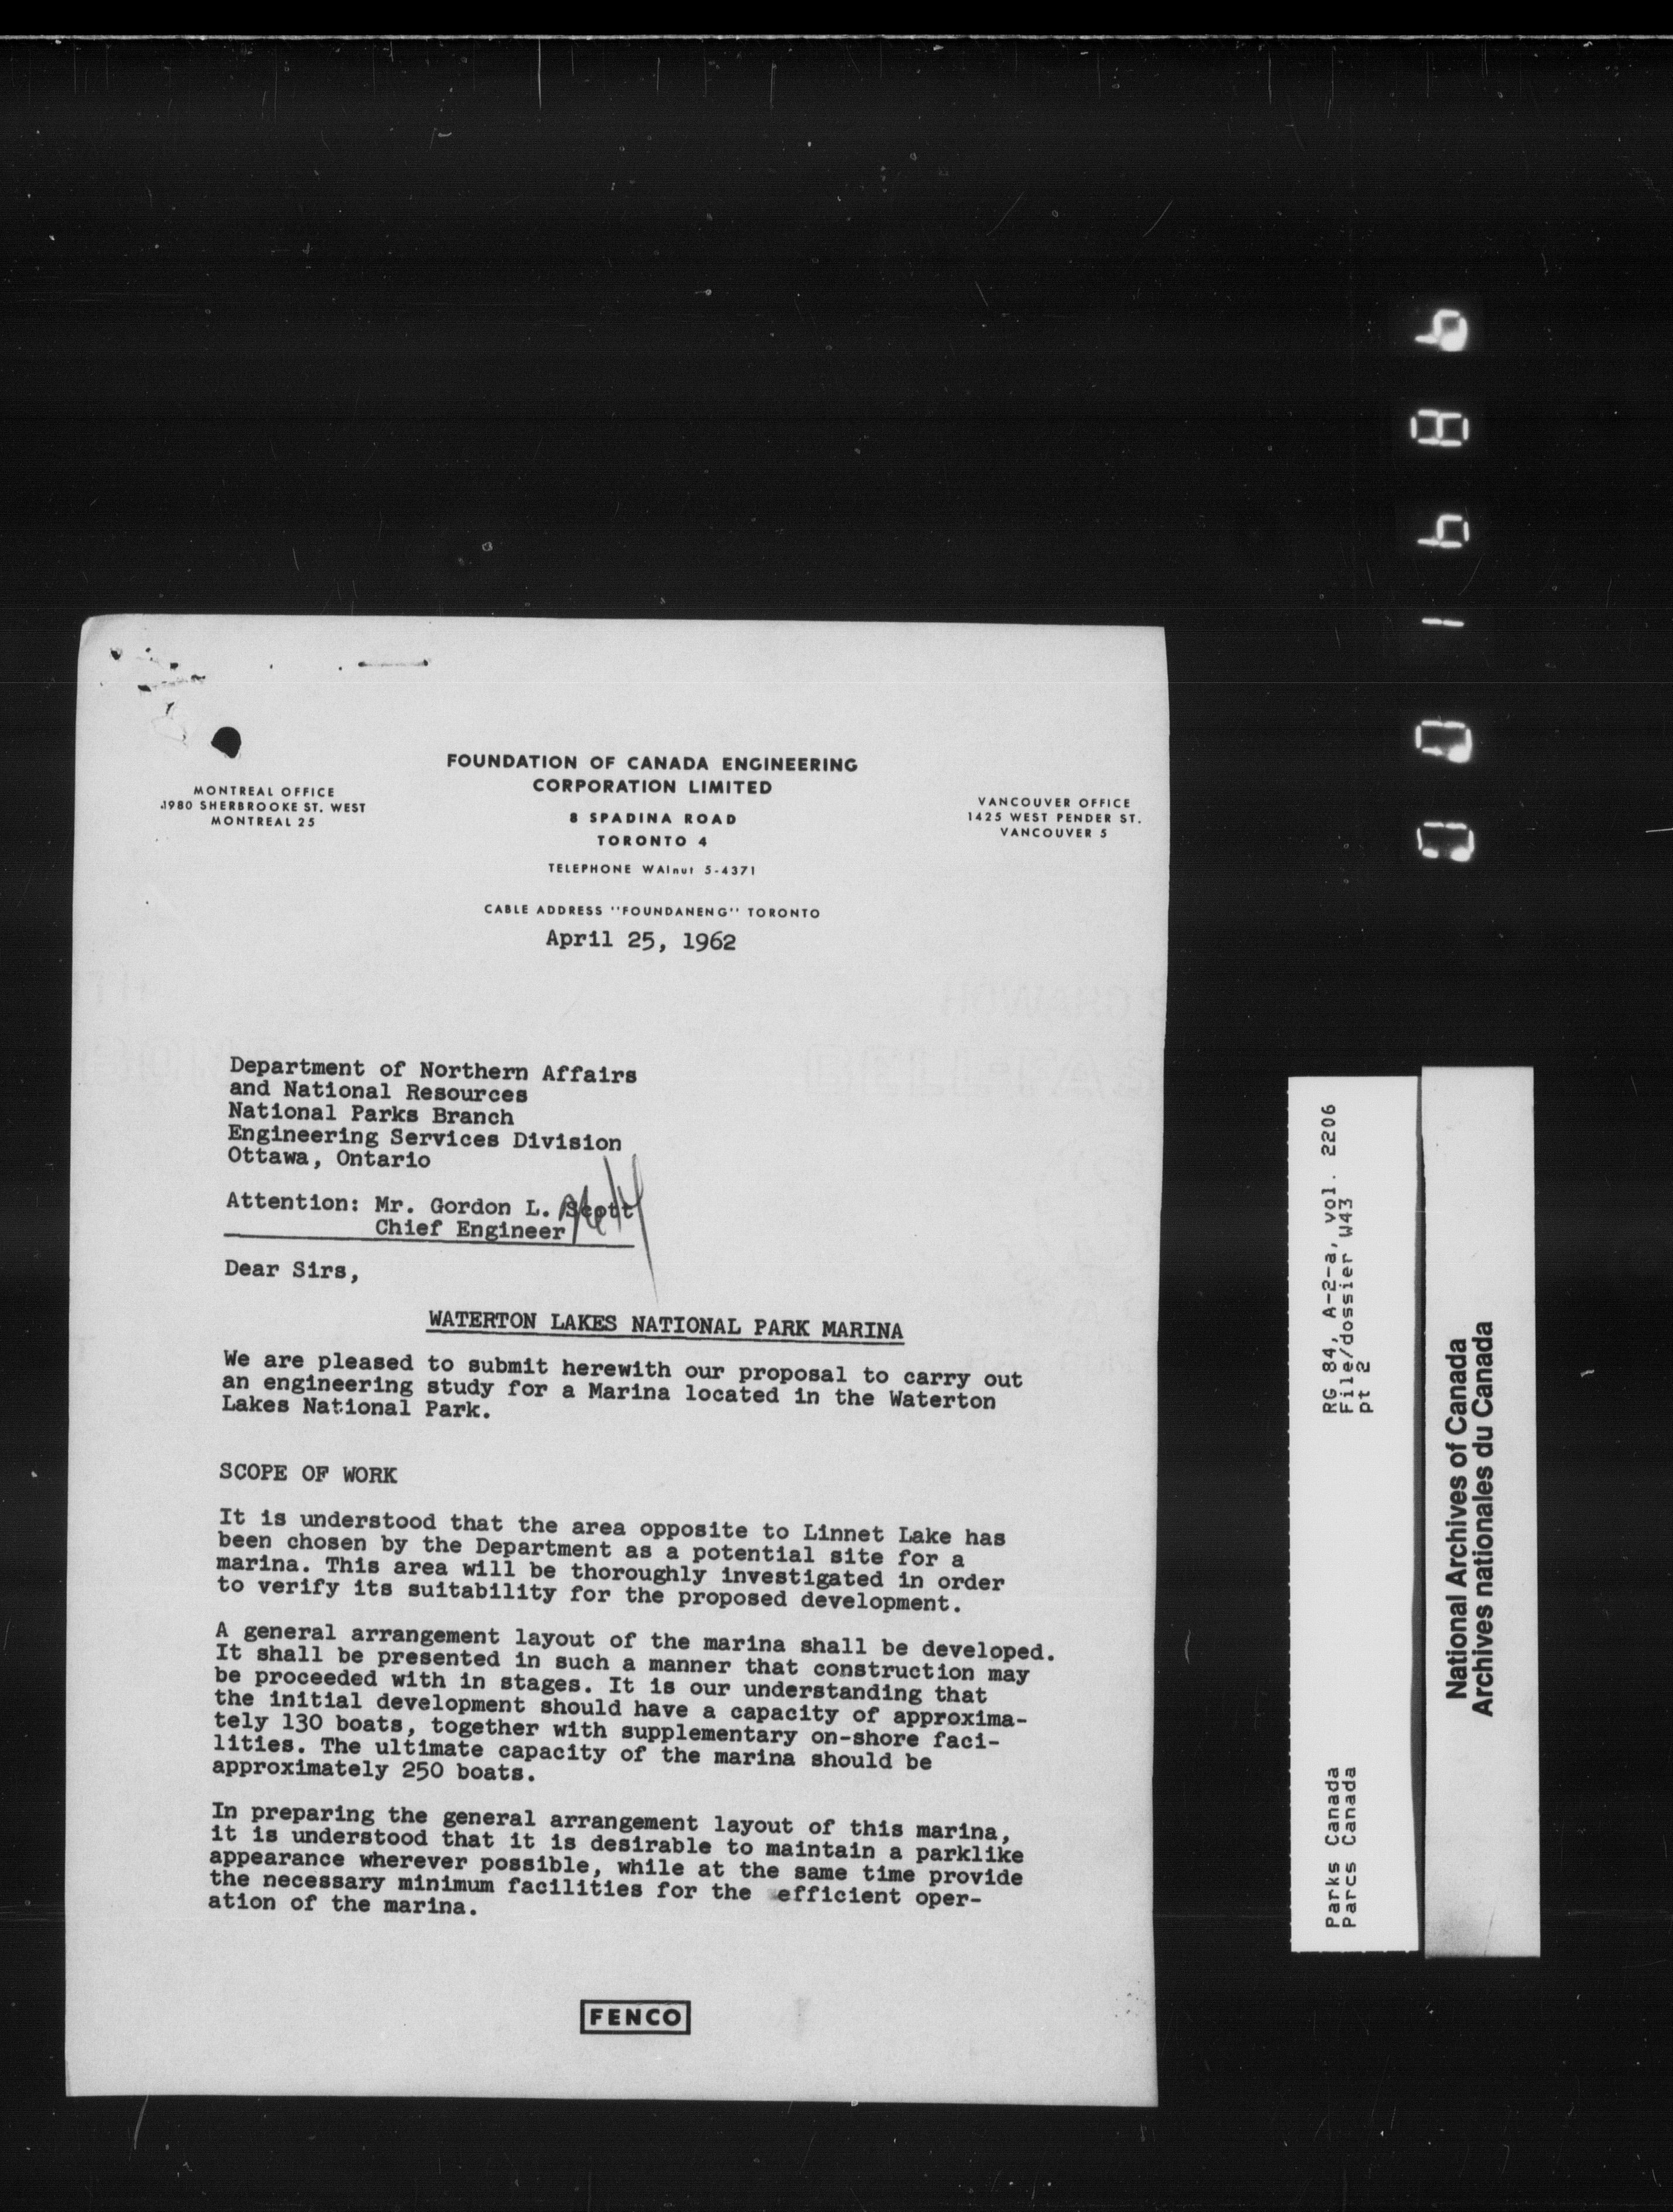 FOUNDATION OF CANADA ENGINEERING
CORPORATION LIMITED
8 SPADINA ROAD
TORONTO 4
TELEPHONE WAlnut 5-4371
CABLE ADDRESS "FOUNDANENG" TORONTO
MONTREAL OFFICE
1980 SHERBROOKE ST. WEST
MONTREAL 25
VANCOUVER OFFICE
1425 WEST PENDER ST.
VANCOUVER 5
April 25, 1962
Department of Northern Affairs
and National Resources
National Parks Branch
Engineering Services Division
Ottawa, Ontario
Attention: Mr. Gordon L. Scott
Chief Engineer
Dear Sirs,
WATERTON LAKES NATIONAL PARK MARINA
We are pleased to submit herewith our proposal to carry out
an engineering study for a Marina located in the Waterton
Lakes National Park.
SCOPE OF WORK
It is understood that the area opposite to Linnet Lake has
been chosen by the Department as a potential site for a
marina. This area will be thoroughly investigated in order
to verify its suitability for the proposed development.
A general arrangement layout of the marina shall be developed.
It shall be presented in such a manner that construction may
be proceeded with in stages. It is our understanding that
the initial development should have a capacity of approxima-
tely 130 boats, together with supplementary on-shore faci-
lities. The ultimate capacity of the marina should be
approximately 250 boats.
In preparing the general arrangement layout of this marina,
it is understood that it is desirable to maintain a parklike
appearance wherever possible, while at the same time provide
the necessary minimum facilities for the efficient oper-
ation of the marina.
FENCO
Parks Canada
Parcs Canada
RG 84, A-2-a, vol. 2206
File/dossier W43
pt 2
National Archives of Canada
Archives nationales du Canada